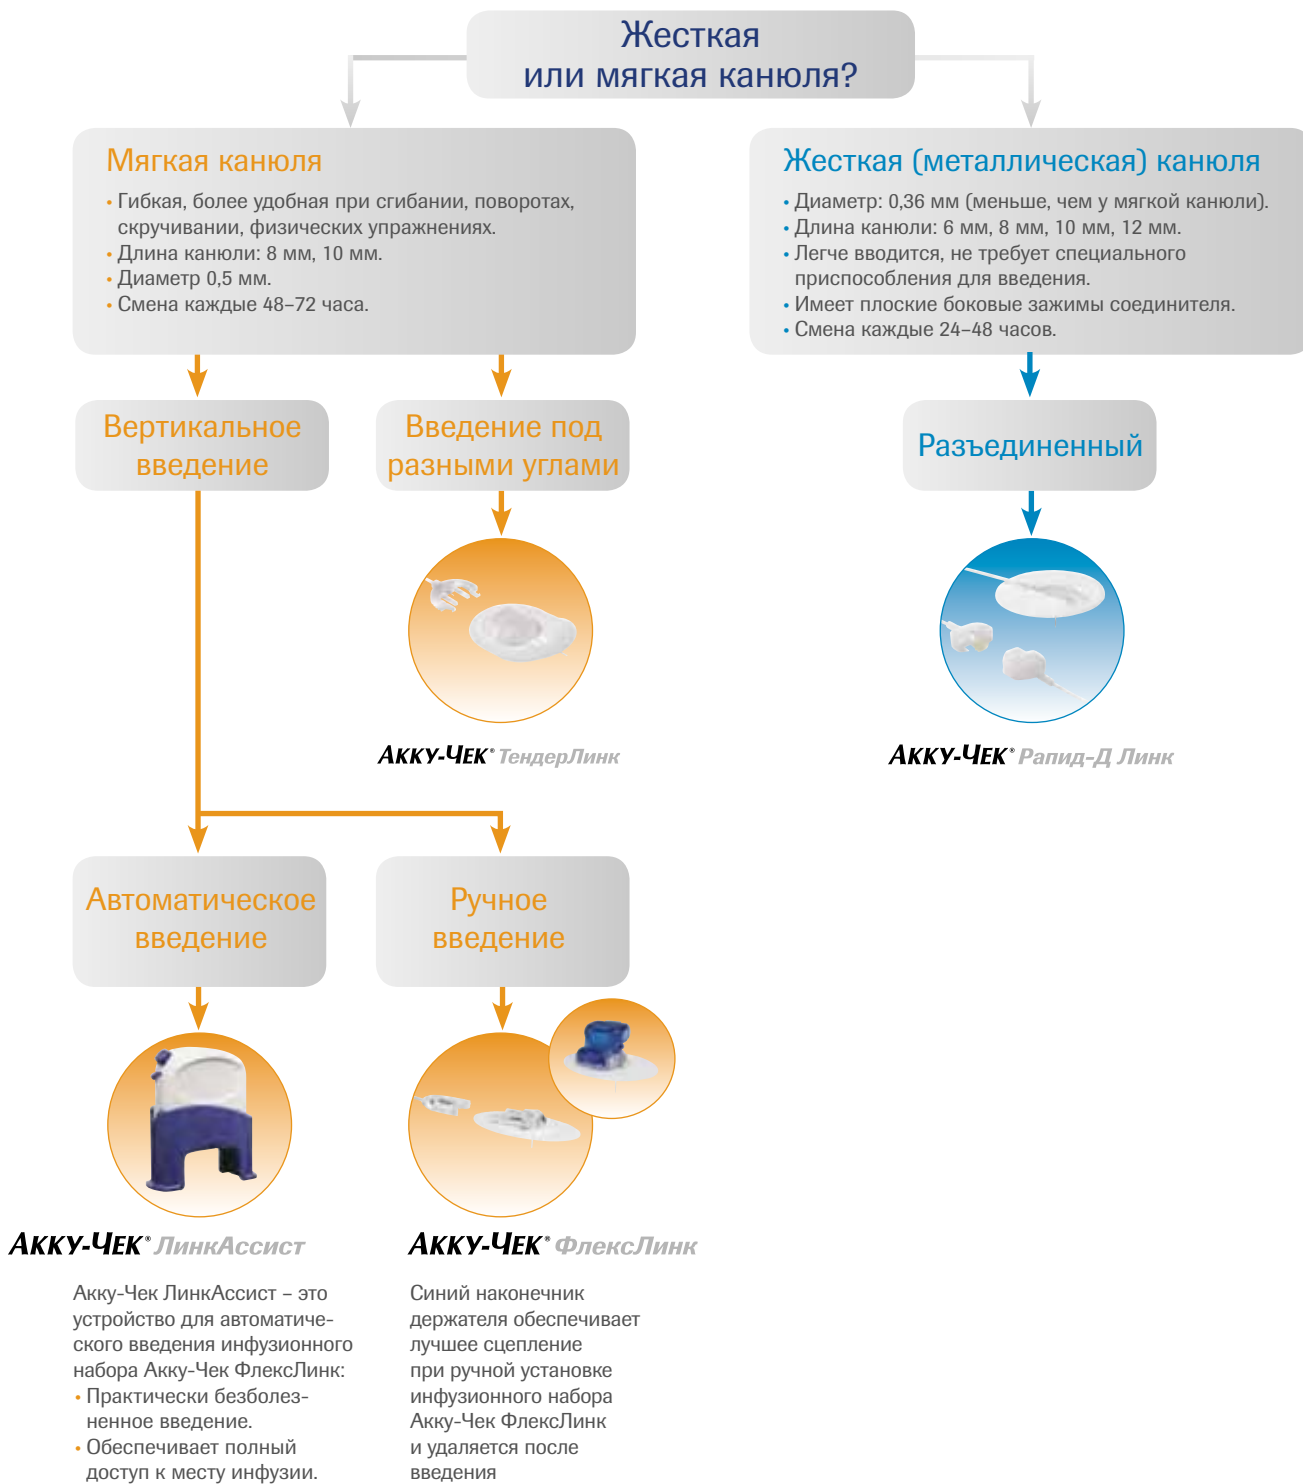 Жесткая
или мягкая канюля?
Мягкая канюля
• Гибкая, более удобная при сгибании, поворотах,
скручивании, физических упражнениях.
• Длина канюли: 8 мм, 10 мм.
• Диаметр 0,5 мм.
• Смена каждые 48–72 часа.
Жесткая (металлическая) канюля
• Диаметр: 0,36 мм (меньше, чем у мягкой канюли).
• Длина канюли: 6 мм, 8 мм, 10 мм, 12 мм.
• Легче вводится, не требует специального
приспособления для введения.
• Имеет плоские боковые зажимы соединителя.
• Смена каждые 24–48 часов.
Вертикальное
введение
Введение под
разными углами
Разъединенный
АККУ-ЧЕК® ТендерЛинк
АККУ-ЧЕК® Рапид-Д Линк
Автоматическое
введение
Ручное
введение
АККУ-ЧЕК® ЛинкАссист
Акку-Чек ЛинкАссист – это
устройство для автоматиче-
ского введения инфузионного
набора Акку-Чек ФлексЛинк:
• Практически безболез-
ненное введение.
• Обеспечивает полный
доступ к месту инфузии.
АККУ-ЧЕК® ФлексЛинк
Синий наконечник
держателя обеспечивает
лучшее сцепление
при ручной установке
инфузионного набора
Акку-Чек ФлексЛинк
и удаляется после
введения